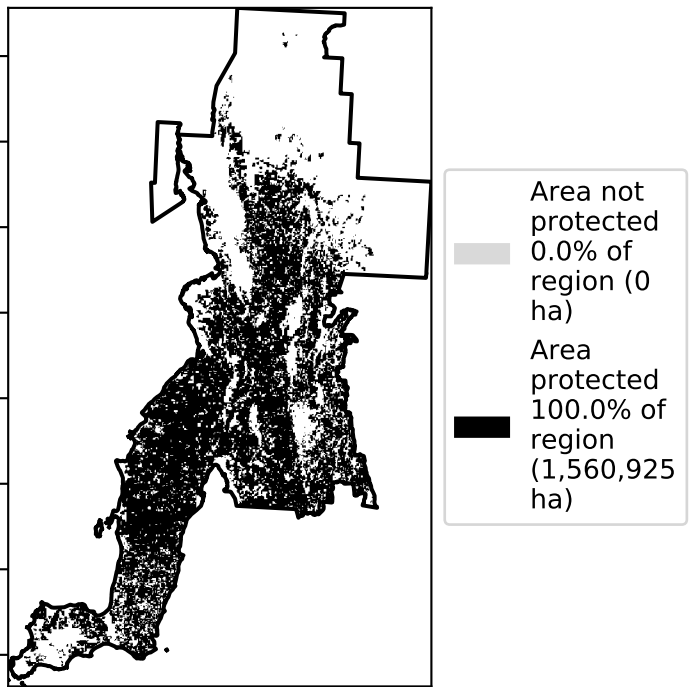 Area not
protected
0.0% of
region (0
ha)
Area
protected
100.0% of
region
(1,560,925
ha)